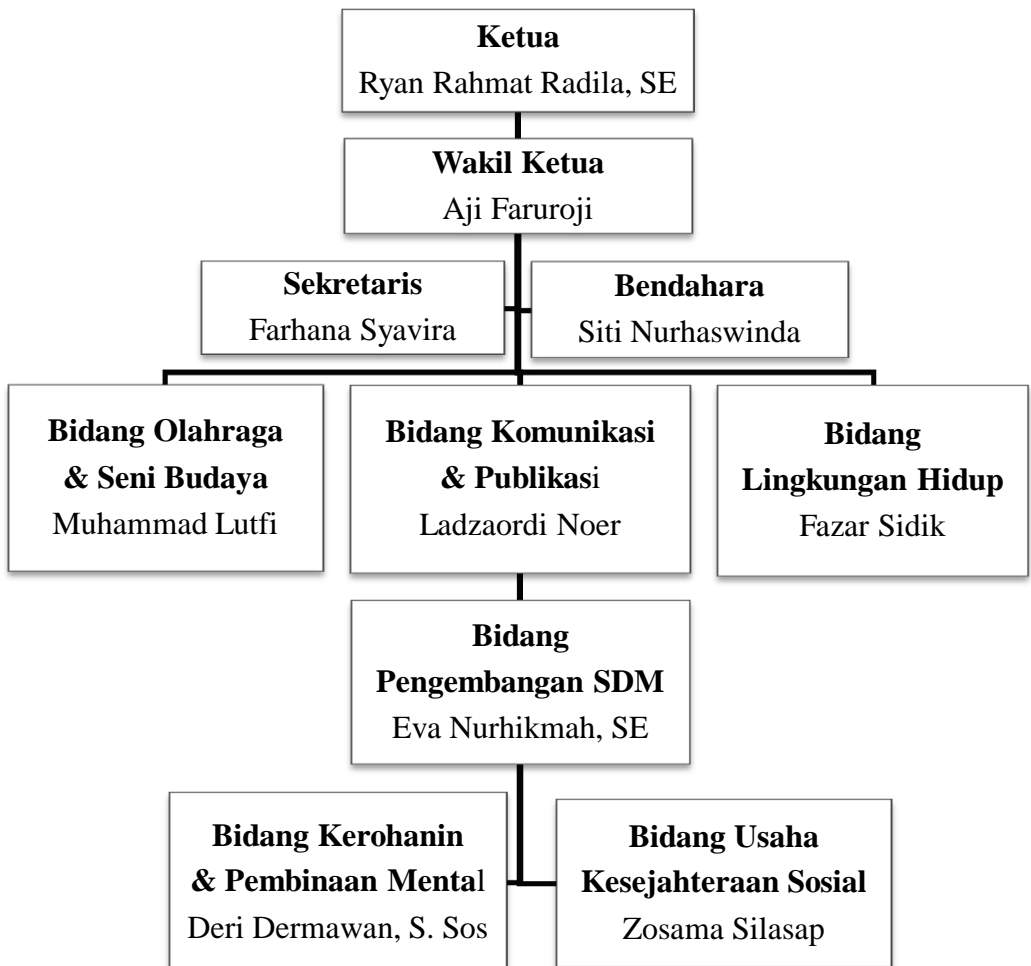 Ketua
Ryan Rahmat Radila, SE
Wakil Ketua
Aji Faruroji
Sekretaris
Farhana Syavira
Bendahara
Siti Nurhaswinda
Bidang Olahraga
& Seni Budaya
Muhammad Lutfi
Bidang Komunikasi
& Publikasi
Ladzaordi Noer
Bidang
Lingkungan Hidup
Fazar Sidik
Bidang
Pengembangan SDM
Eva Nurhikmah, SE
Bidang Kerohanin
& Pembinaan Mental
Deri Dermawan, S. Sos
Bidang Usaha
Kesejahteraan Sosial
Zosama Silasap